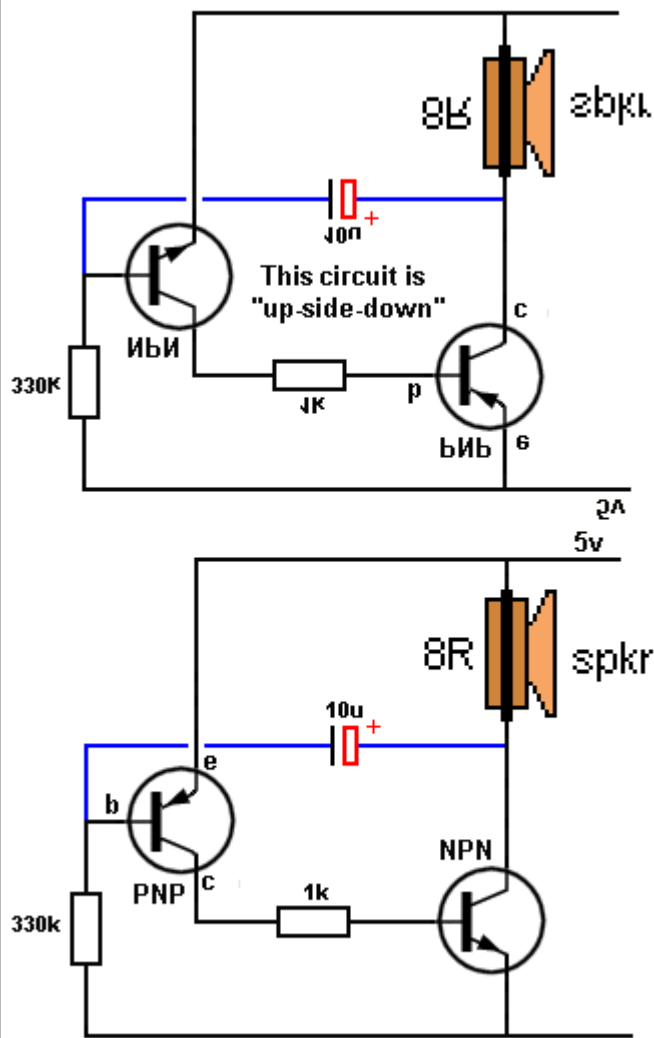 8R spkr
10u
+
This circuit is
"up-side-down"
c
NPN
330K
1k
b
PNP e
5v
5v
8R spkr
10u +
e
b
NPN
PNP c
1k
330k